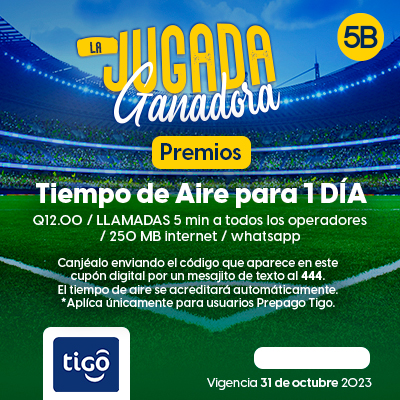 LA
JUGADA
Ganadora
5B
Premios
Tiempo de Aire para 1 DÍA
Q12.00 / LLAMADAS 5 min a todos los operadores
/ 250 MB internet / whatsapp
Canjéalo enviando el código que aparece en este
cupón digital por un mesajito de texto al 444.
El tiempo de aire se acreditará automáticamente.
*Aplíca únicamente para usuarios Prepago Tigo.
tigo
Vigencia 31 de octubre 2023